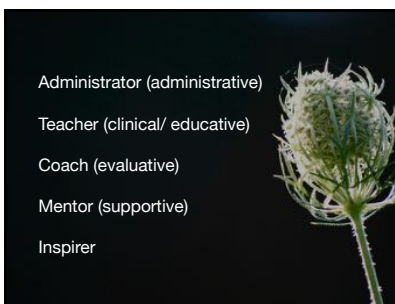 Administrator (administrative)
Teacher (clinical/ educative)
Coach (evaluative)
Mentor (supportive)
Inspirer